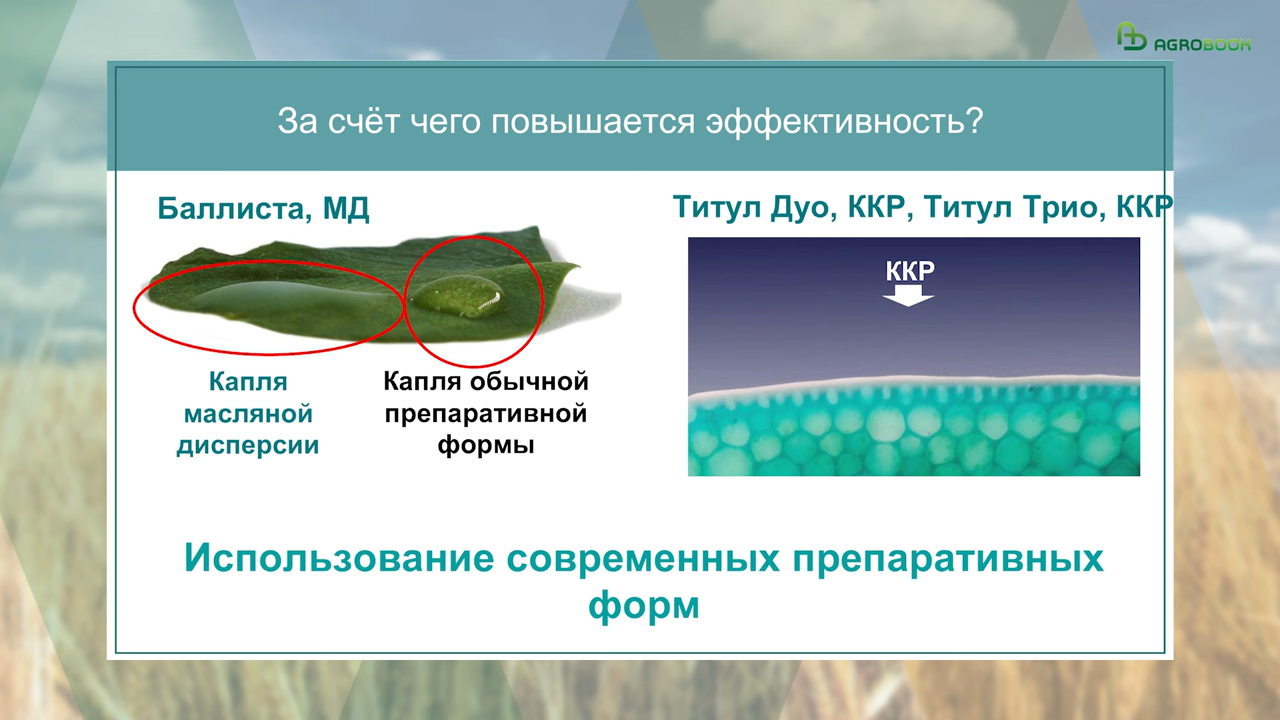 AGROBOOK
За счёт чего повышается эффективность?
Баллиста, МД
Титул Дуо, ККР, Титул Трио, ККР
ККР
Капля
масляной
дисперсии
Капля обычной
препаративной
формы
Использование современных препаративных
форм